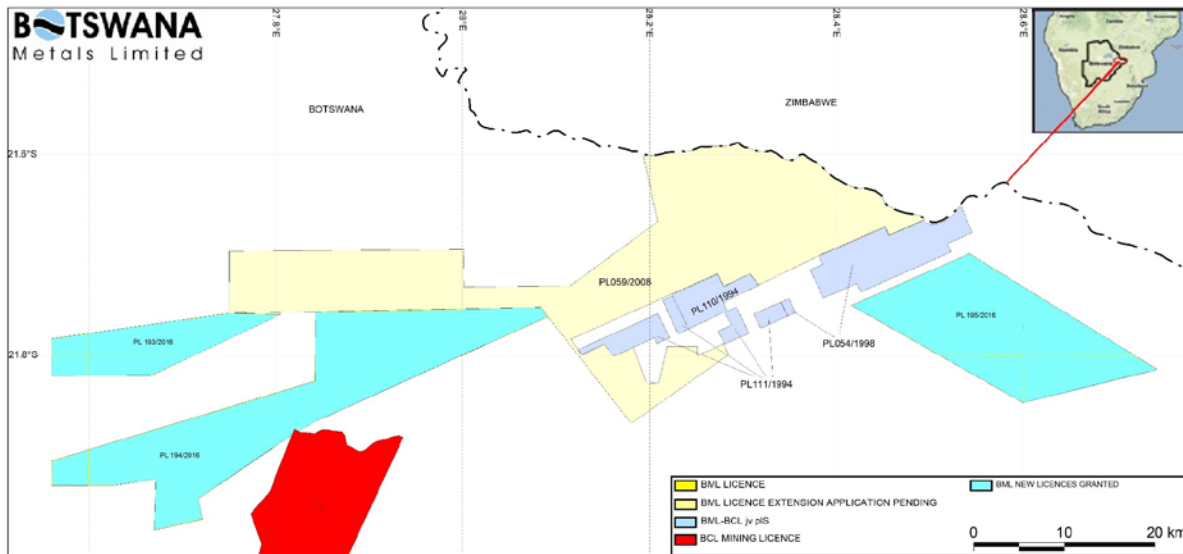 BOTSWANA
Metals Limited
27.8°E
28°E
28.2°E
28.4°E
28.6°E
BOTSWANA
ZIMBABWE
21.6°S
PL059/2008
PL110/1994
PL 193/2016
PL 195/2016
21.8°S
PL054/1998
PL111/1994
PL 194/2016
BML LICENCE
BML NEW LICENCES GRANTED
BML LICENCE EXTENSION APPLICATION PENDING
BML-BCL jv plS
BCL MINING LICENCE
0 10 20 km